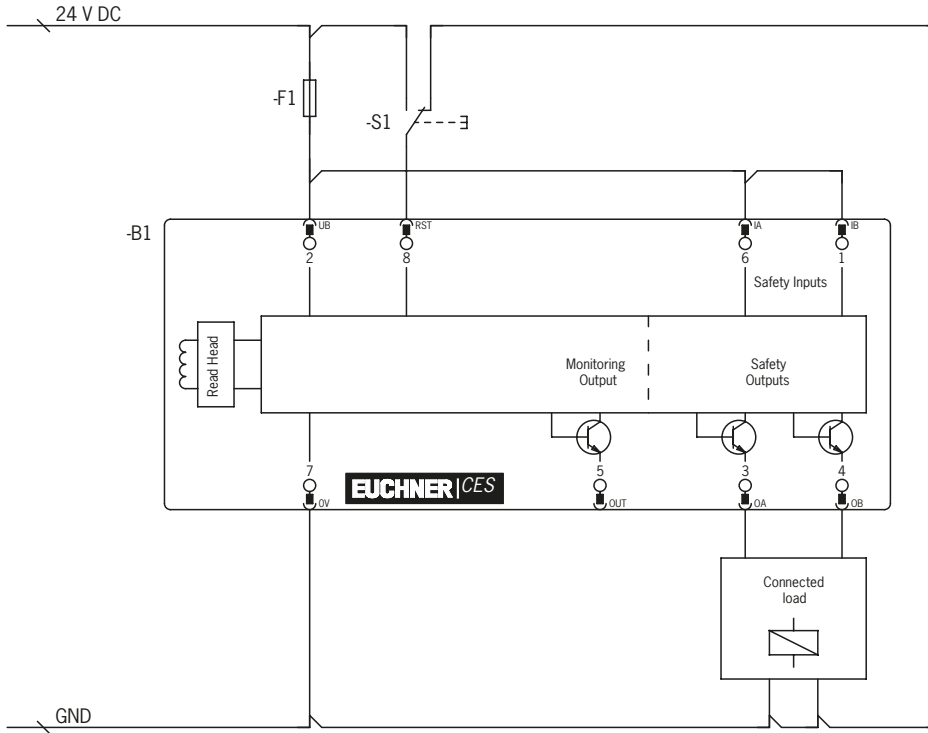 24 V DC
-F1
-S1
-B1
UB
RST
IA
IB
2
8
6
1
Safety Inputs
Read Head
Monitoring
Output
Safety
Outputs
7
5
3
4
EUCHNER CES
0V
OUT
OA
OB
Connected
load
GND